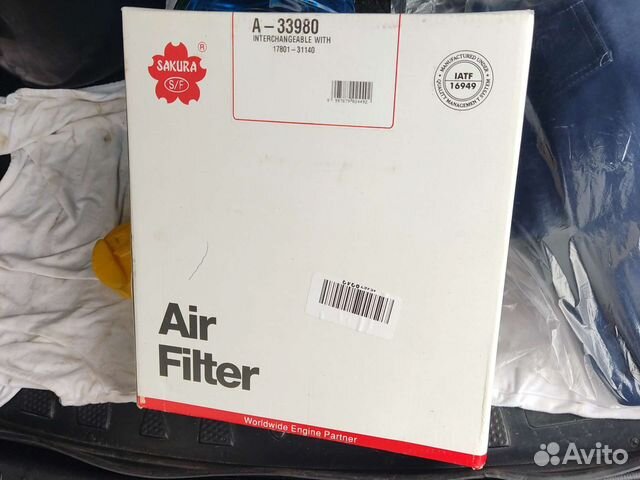 A-33980
INTERCHANGEABLE WITH
17801-31140
SAKURA
®
S/F
MANUFACTURED UNDER
IATF
16949
QUALITY MANAGEMENT SYSTEM
Air
Filter
Worldwide Engine Partner
Avito